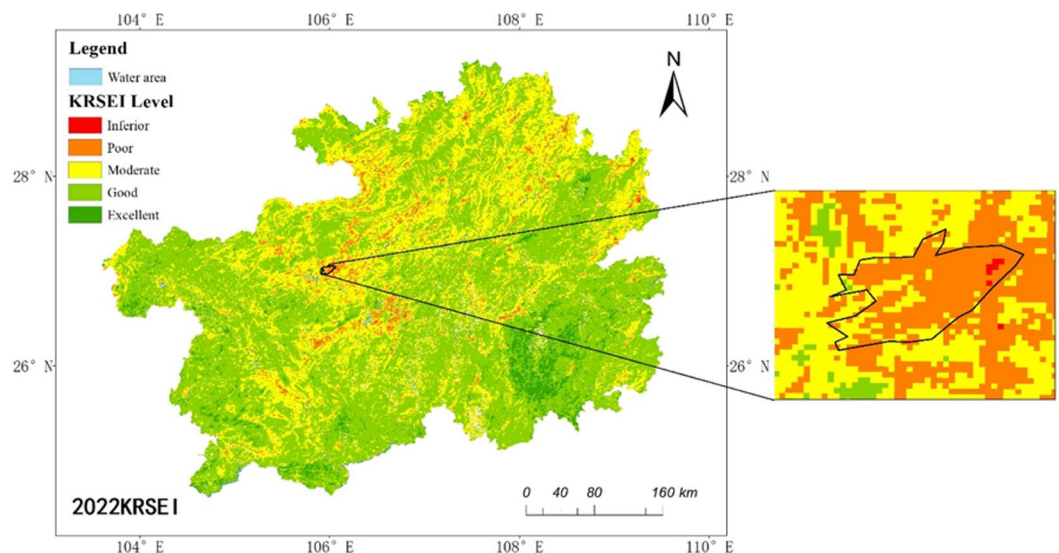 104° E
106° E
108° E
110° E
Legend
Water area
KRSEI Level
Inferior
Poor
Moderate
Good
Excellent
N
28° N
28° N
26° N
26° N
2022KRSEI
0 40 80 160 km
104° E
106° E
108° E
110° E